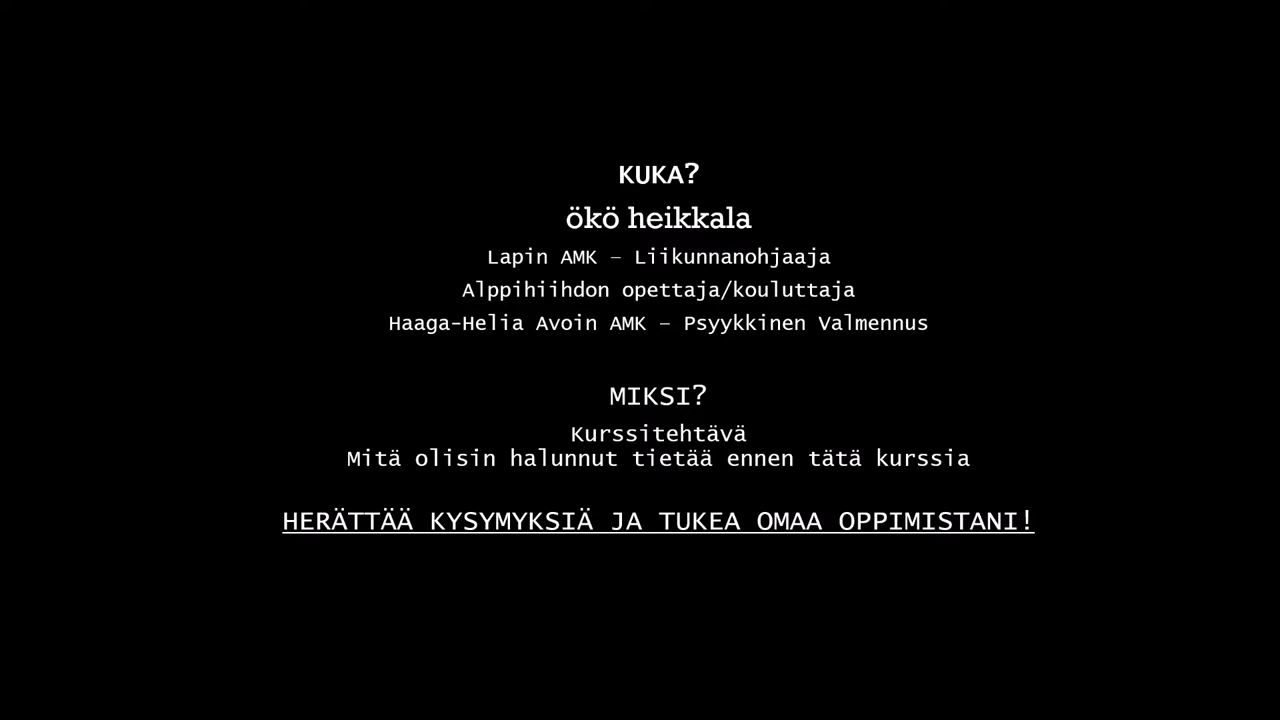 KUKA?
ökö heikkala
Lapin AMK – Liikunnanohjaaja
Alppihiihdon opettaja/kouluttaja
Haaga-Helia Avoin AMK – Psyykkinen Valmennus
MIKSI?
Kurssitehtävä
Mitä olisin halunnut tietää ennen tätä kurssia
HERÄTTÄÄ KYSYMYKSIÄ JA TUKEA OMAA OPPIMISTANI!